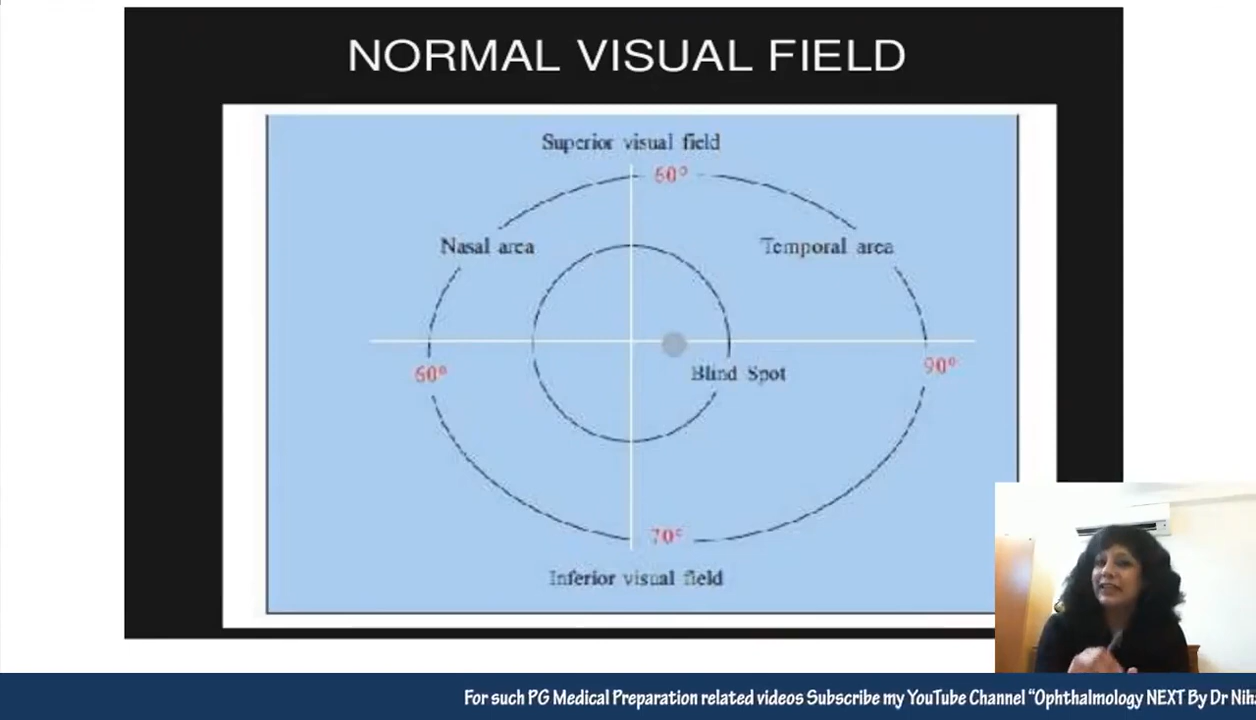 NORMAL VISUAL FIELD
Superior visual field
60°
Nasal area
Temporal area
60°
Blind Spot
90°
70°
Inferior visual field
For such PG Medical Preparation related videos Subscribe my YouTube Channel “Ophthalmology NEXT By Dr Nih